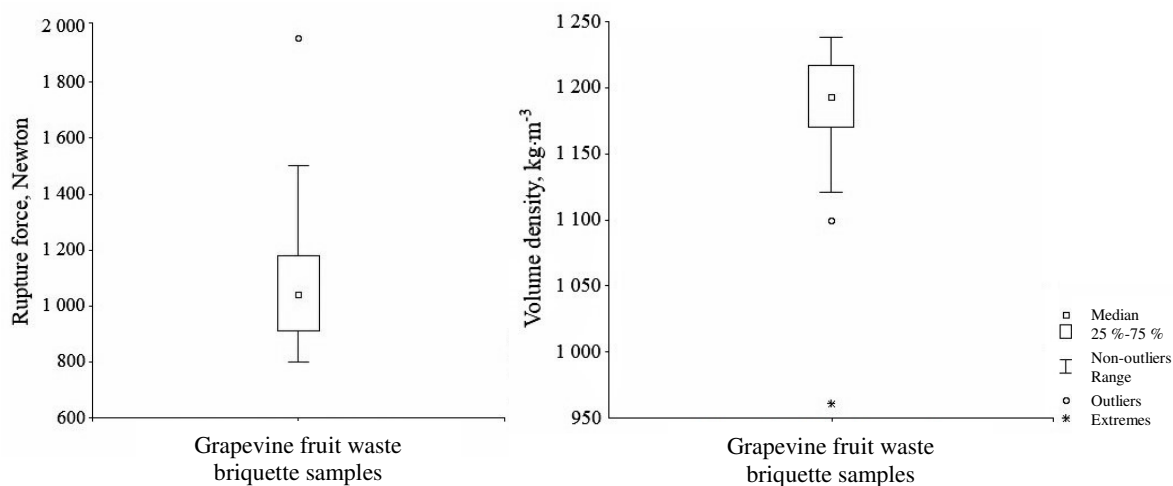 Rupture force, Newton
2 000
1 800
1 600
1 400
1 200
1 000
800
600
Grapevine fruit waste
briquette samples
Volume density, kg·m-3
1 250
1 200
1 150
1 100
1 050
1 000
950
Grapevine fruit waste
briquette samples
Median
25 %-75 %
Non-outliers
Range
Outliers
Extremes